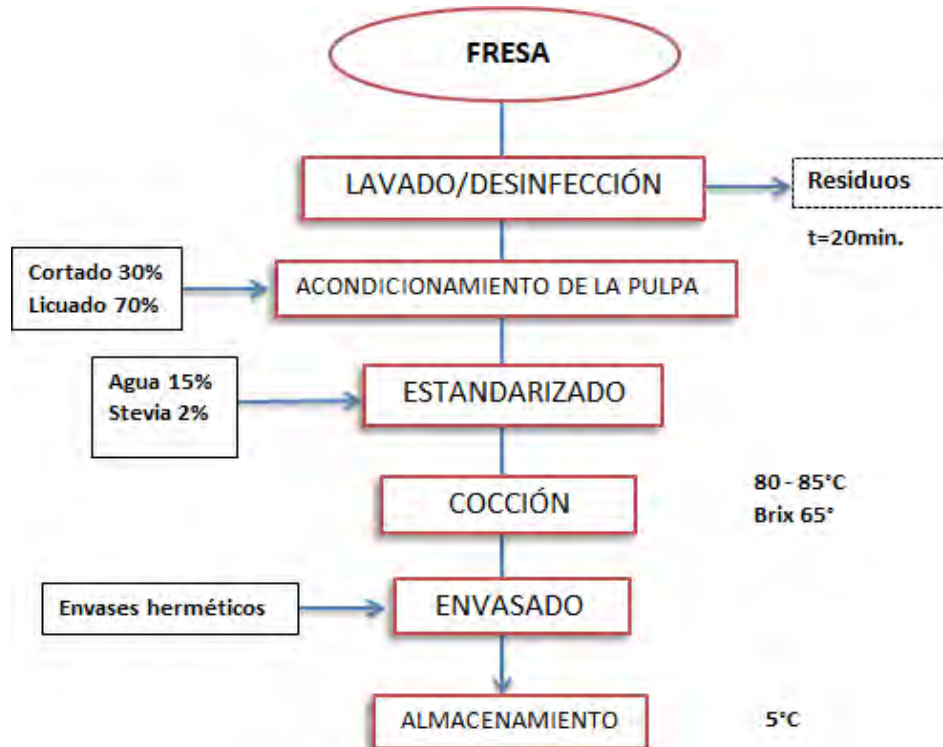 FRESA
LAVADO/DESINFECCIÓN
Residuos
t=20min.
Cortado 30%
Licuado 70%
ACONDICIONAMIENTO DE LA PULPA
Agua 15%
Stevia 2%
ESTANDARIZADO
COCCIÓN
80 - 85°C
Brix 65°
Envases herméticos
ENVASADO
ALMACENAMIENTO
5°C